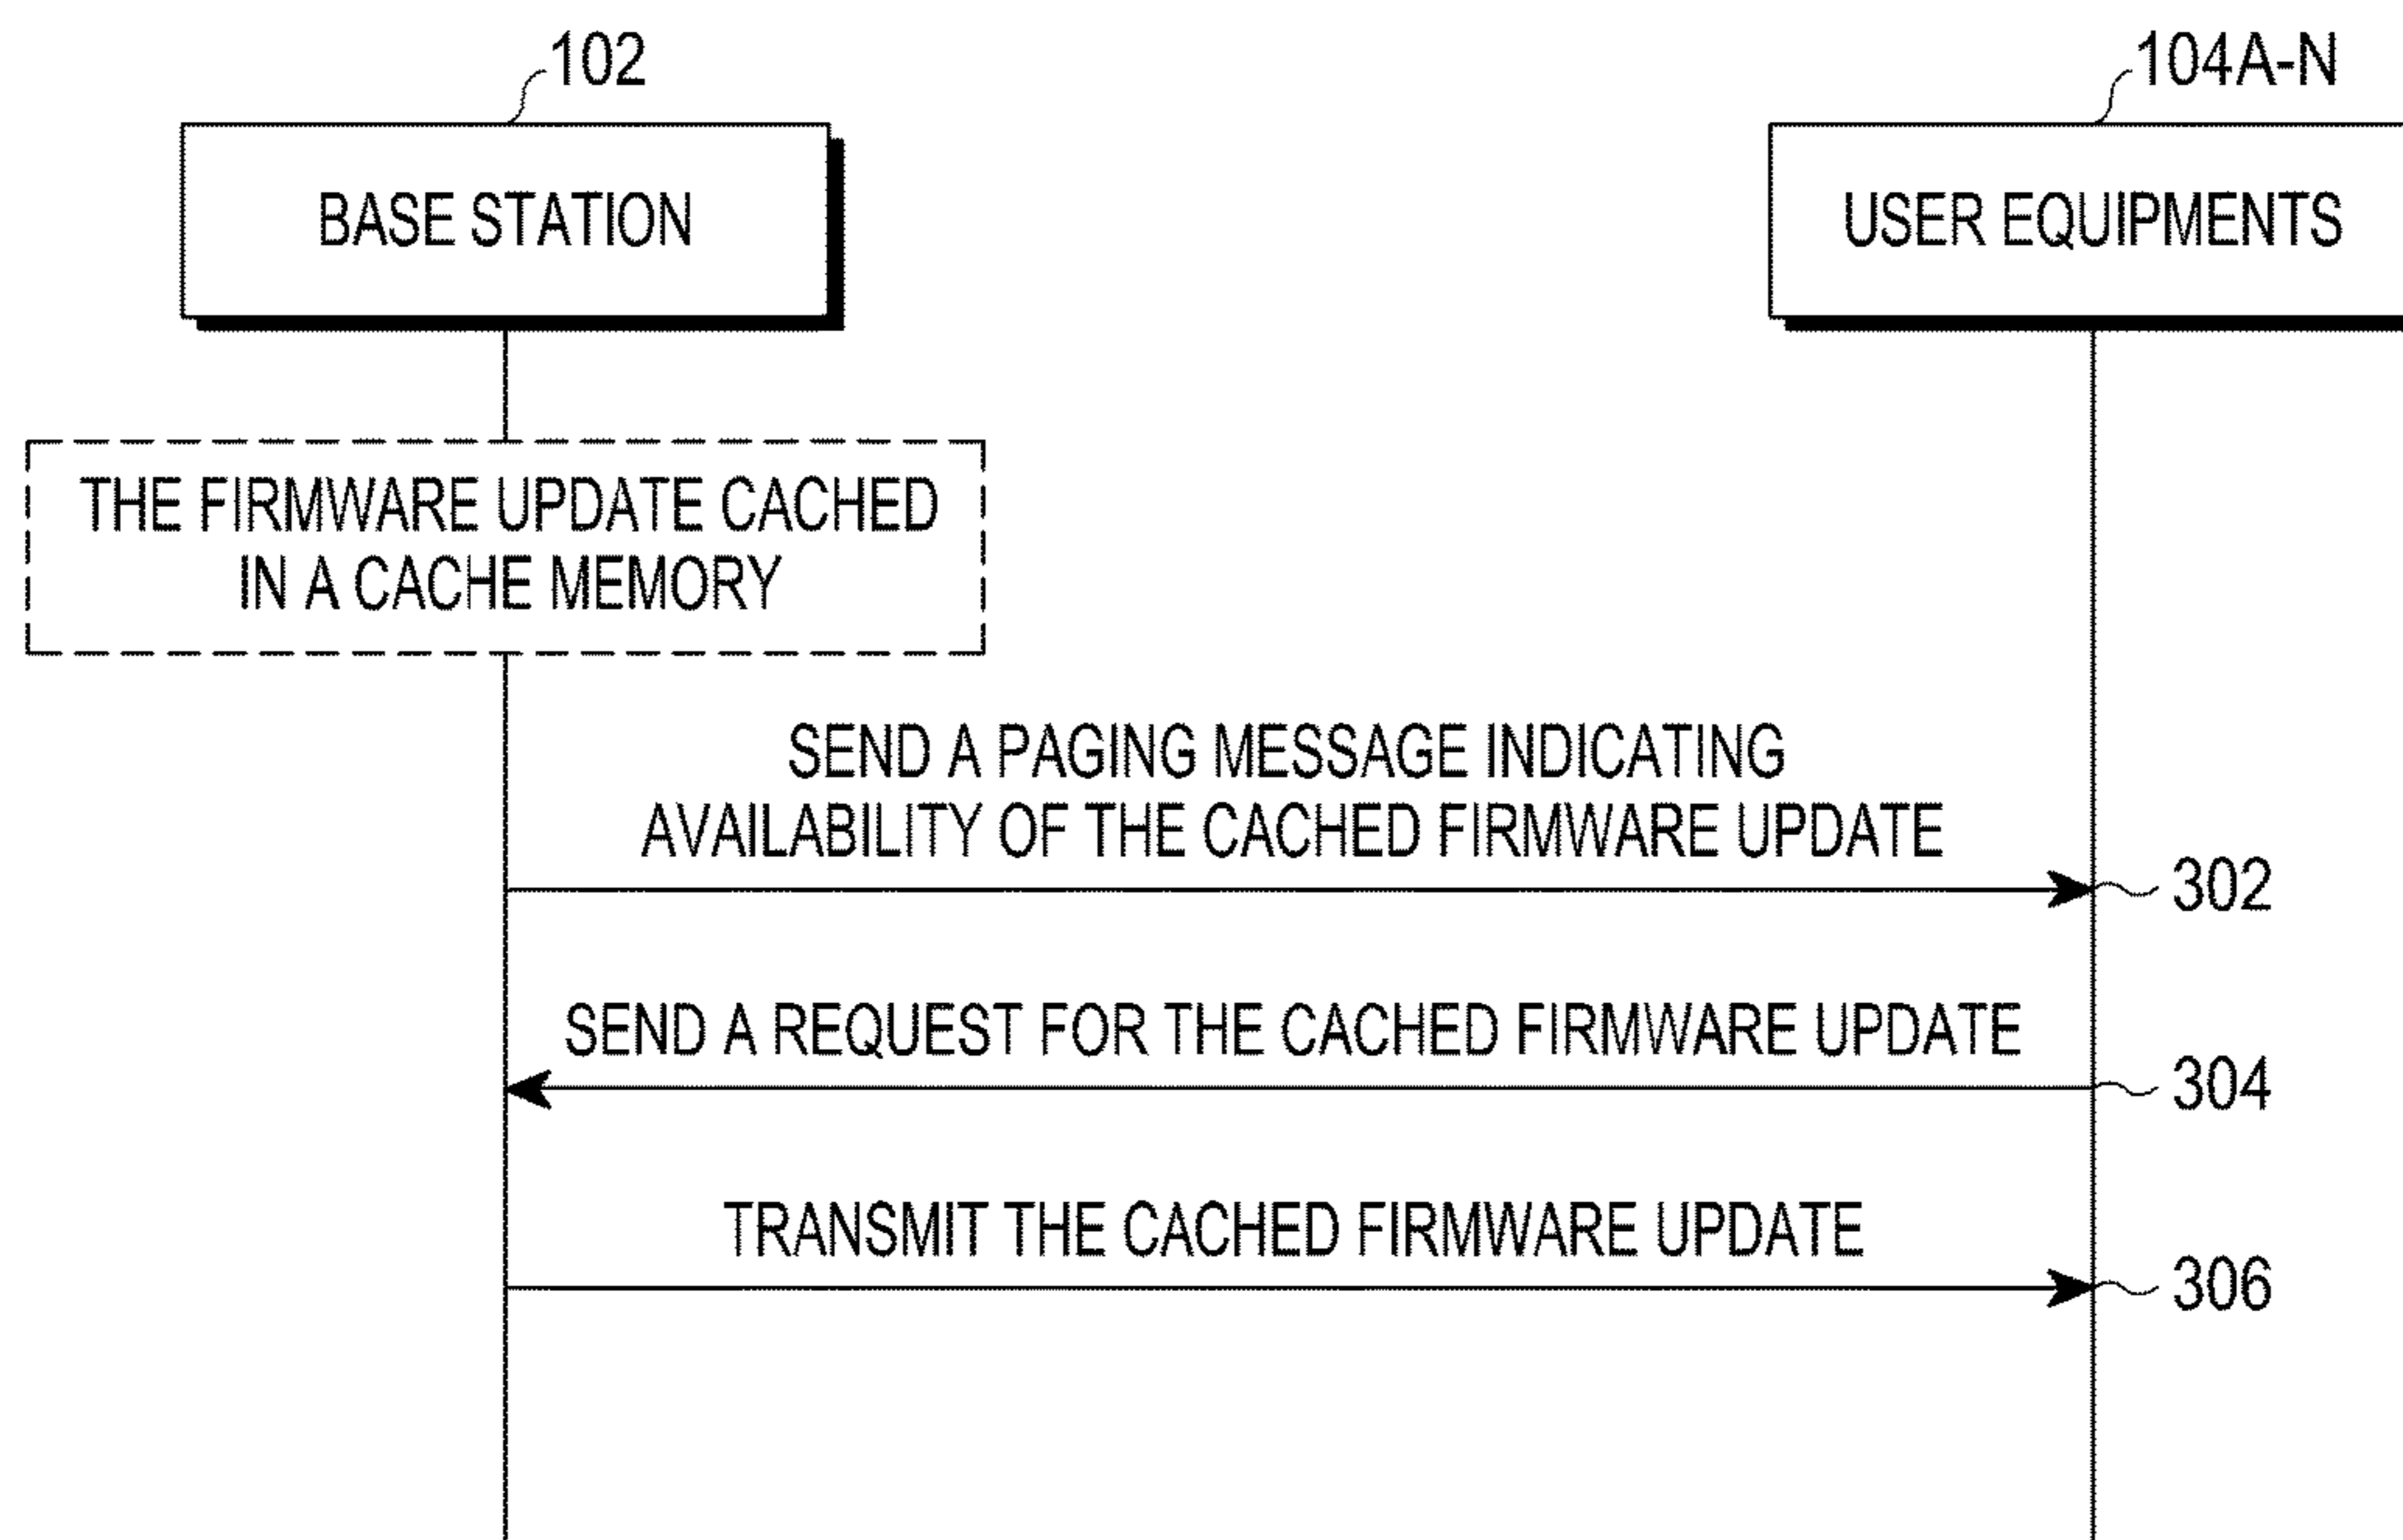 102
104A-N
BASE STATION
USER EQUIPMENTS
THE FIRMWARE UPDATE CACHED
IN A CACHE MEMORY
SEND A PAGING MESSAGE INDICATING
AVAILABILITY OF THE CACHED FIRMWARE UPDATE
302
SEND A REQUEST FOR THE CACHED FIRMWARE UPDATE
304
TRANSMIT THE CACHED FIRMWARE UPDATE
306